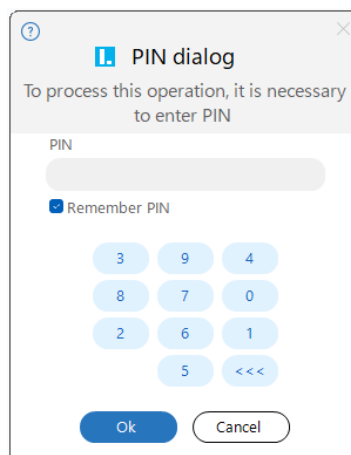 ?
I.
PIN dialog
To process this operation, it is necessary
to enter PIN
PIN
Remember PIN
3 9 4
8 7 0
2 6 1
5 <<<
Ok Cancel